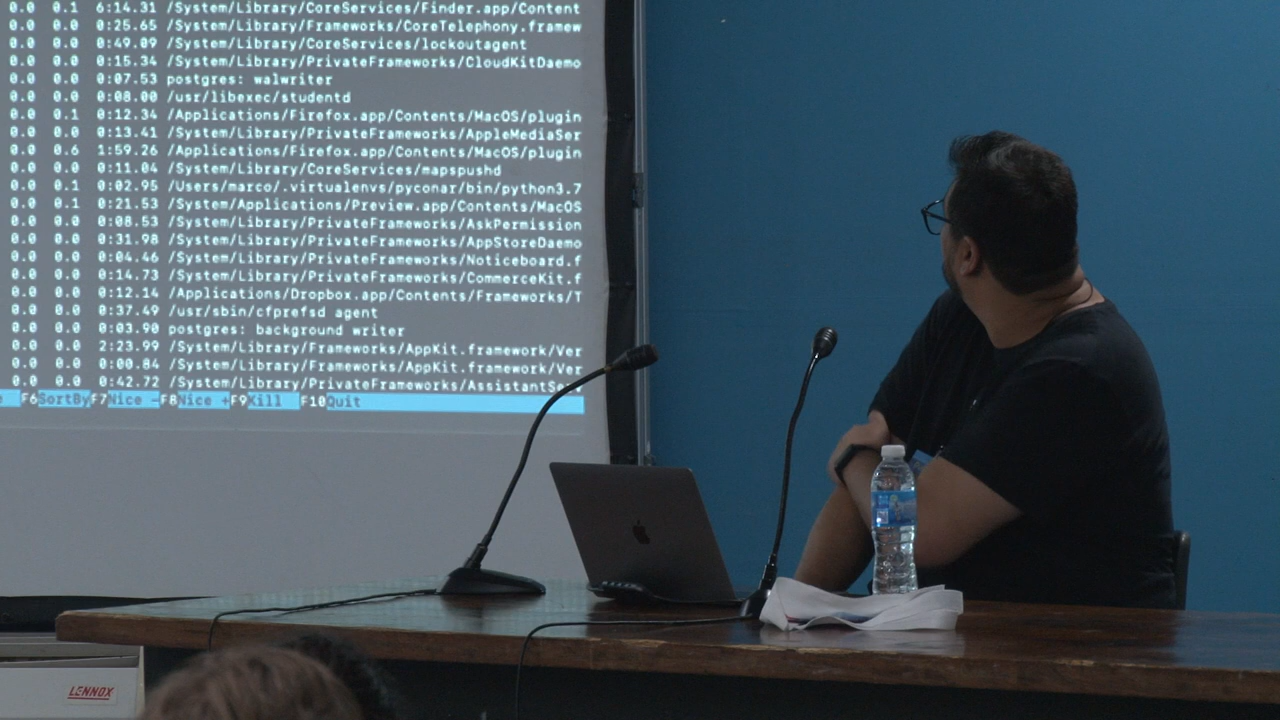 0.0 0.1 6:14.31 /System/Library/CoreServices/Finder.app/Content
0.0 0.0 0:25.65 /System/Library/Frameworks/CoreTelephony.framew
0.0 0.0 0:49.09 /System/Library/CoreServices/lockoutagent
0.0 0.0 0:15.34 /System/Library/PrivateFrameworks/CloudKitDaemo
0.0 0.0 0:07.53 postgres: walwriter
0.0 0.0 0:08.00 /usr/libexec/studentd
0.0 0.1 0:12.34 /Applications/Firefox.app/Contents/MacOS/plugin
0.0 0.0 0:13.41 /System/Library/PrivateFrameworks/AppleMediaSer
0.0 0.6 1:59.26 /Applications/Firefox.app/Contents/MacOS/plugin
0.0 0.0 0:11.04 /System/Library/CoreServices/mapspushd
0.0 0.1 0:02.95 /Users/marco/.virtualenvs/pyconar/bin/python3.7
0.0 0.1 0:21.53 /System/Applications/Preview.app/Contents/MacOS
0.0 0.0 0:08.53 /System/Library/PrivateFrameworks/AskPermission
0.0 0.0 0:31.98 /System/Library/PrivateFrameworks/AppStoreDaemo
0.0 0.0 0:04.46 /System/Library/PrivateFrameworks/Noticeboard.f
0.0 0.0 0:14.73 /System/Library/PrivateFrameworks/CommerceKit.f
0.0 0.0 0:12.14 /Applications/Dropbox.app/Contents/Frameworks/T
0.0 0.0 0:37.49 /usr/sbin/cfprefsd agent
0.0 0.0 0:03.90 postgres: background writer
0.0 0.0 2:23.99 /System/Library/Frameworks/AppKit.framework/Ver
0.0 0.0 0:00.84 /System/Library/Frameworks/AppKit.framework/Ver
0.0 0.0 0:42.72 /System/Library/PrivateFrameworks/AssistantServ
e F6SortByF7Nice -F8Nice +F9Kill F10Quit
LENNOX